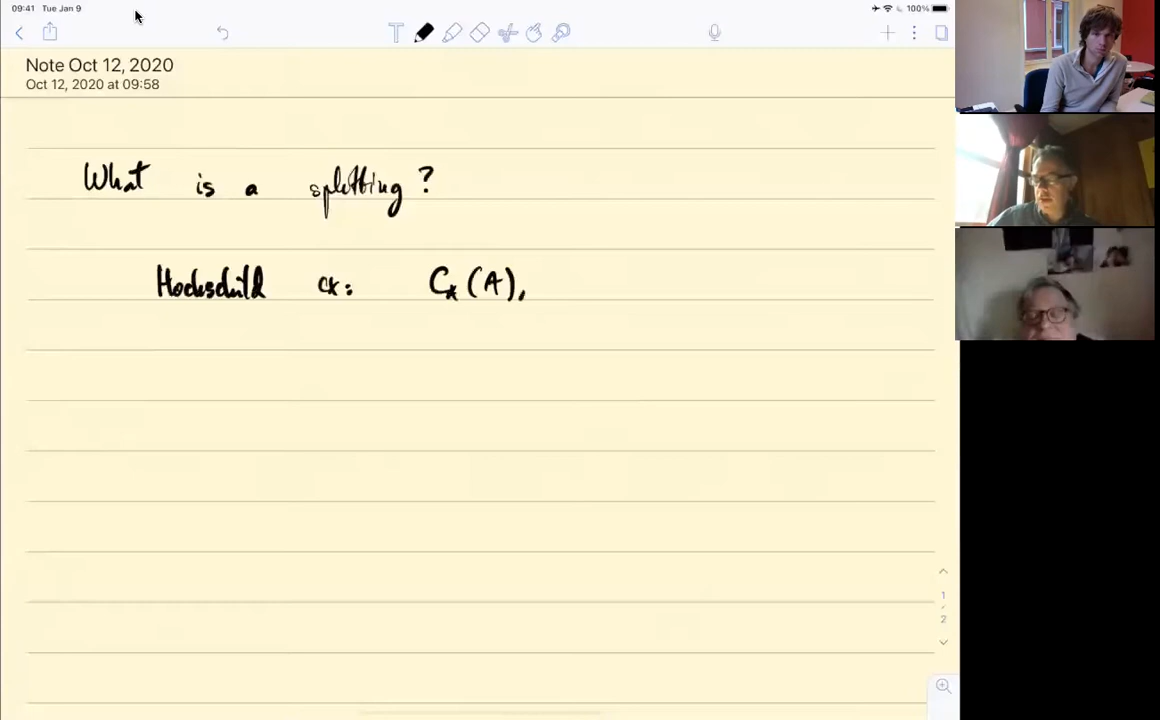 09:41 Tue Jan 9
100%
Note Oct 12, 2020
Oct 12, 2020 at 09:58
What is a splitting?
Hochschild cx: C*(A),
1
2